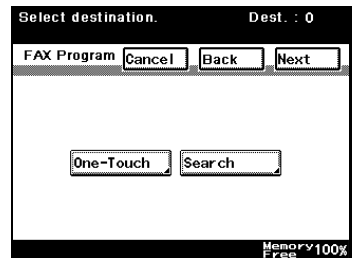 Select destination. Dest. : 0
FAX Program Cancel Back Next
One-Touch Search
Memory Free 100%